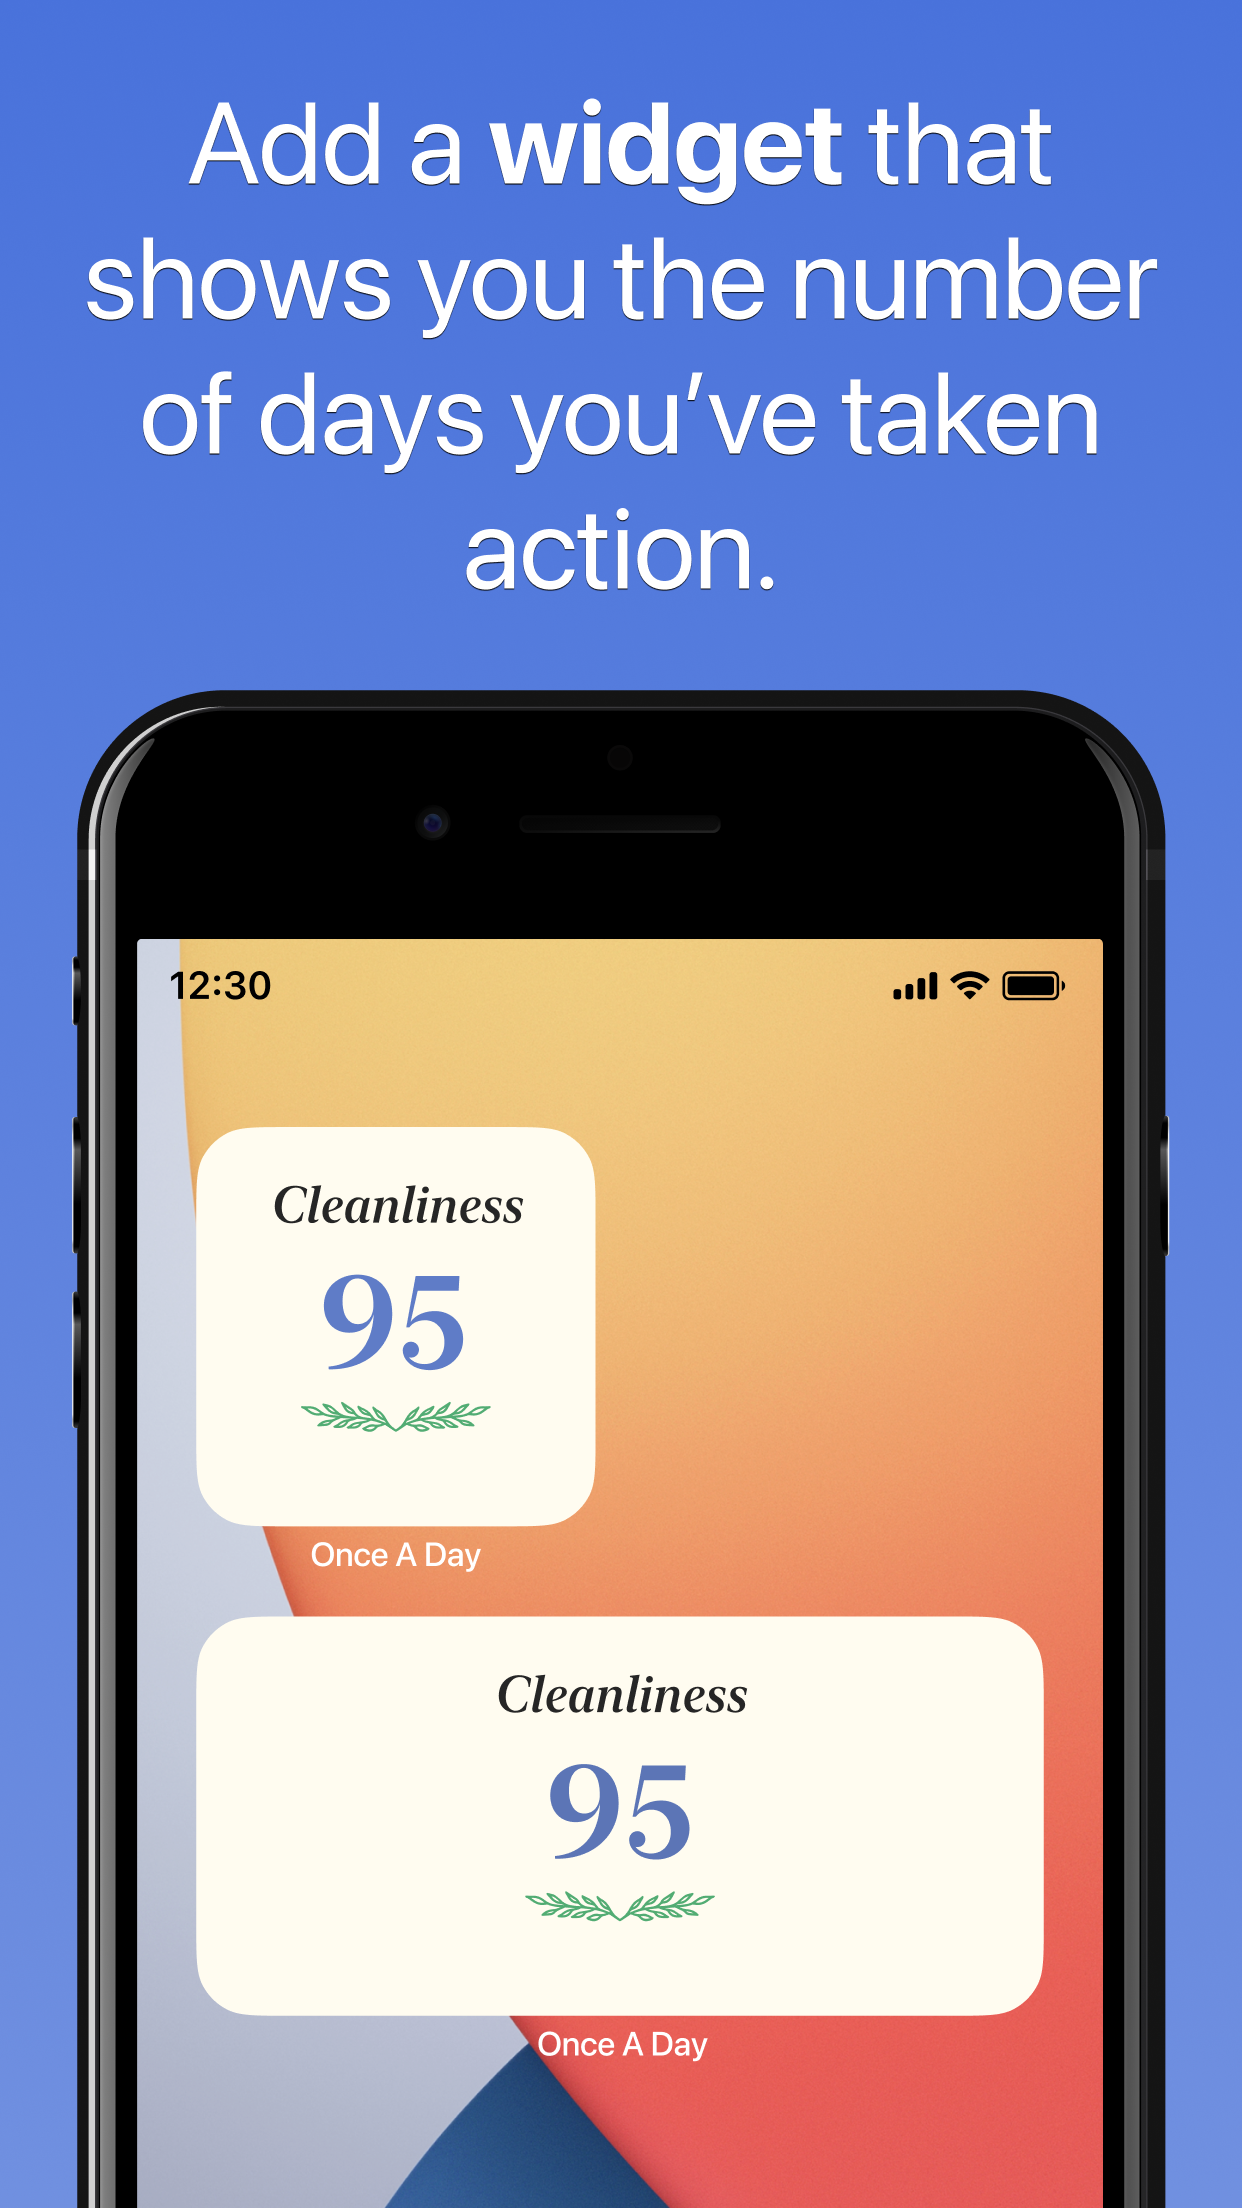 Add a widget that
shows you the number
of days you’ve taken
action.
12:30
Cleanliness
95
Once A Day
Cleanliness
95
Once A Day